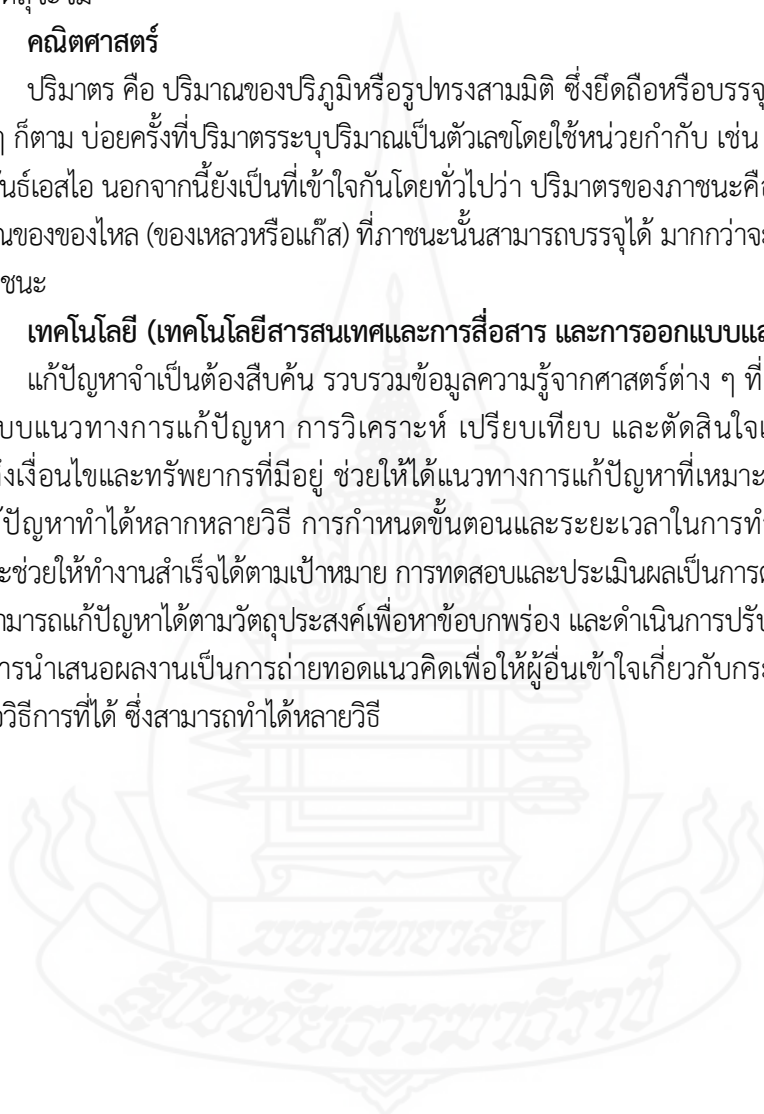 คณิตศาสตร์
ปริมาตร คือ ปริมาณของปริภูมิหรือรูปทรงสามมิติ ซึ่งยึดถือหรือบรรจุ
ๆ ก็ตาม บ่อยครั้งที่ปริมาตรระบุปริมาณเป็นตัวเลขโดยใช้หน่วยกำกับ เช่น
ันธ์เอสไอ นอกจากนี้ยังเป็นที่เข้าใจกันโดยทั่วไปว่า ปริมาตรของภาชนะคือ
ณของของไหล (ของเหลวหรือแก๊ส) ที่ภาชนะนั้นสามารถบรรจุได้ มากกว่าจะ
ชนะ
เทคโนโลยี (เทคโนโลยีสารสนเทศและการสื่อสาร และการออกแบบแล
แก้ปัญหาจำเป็นต้องสืบค้น รวบรวมข้อมูลความรู้จากศาสตร์ต่าง ๆ ที่
บบแนวทางการแก้ปัญหา การวิเคราะห์ เปรียบเทียบ และตัดสินใจเ
ึงเงื่อนไขและทรัพยากรที่มีอยู่ ช่วยให้ได้แนวทางการแก้ปัญหาที่เหมาะ
้ปัญหาทำได้หลากหลายวิธี การกำหนดขั้นตอนและระยะเวลาในการทำ
ะช่วยให้ทำงานสำเร็จได้ตามเป้าหมาย การทดสอบและประเมินผลเป็นการต
ามารถแก้ปัญหาได้ตามวัตถุประสงค์เพื่อหาข้อบกพร่อง และดำเนินการปรับ
ารนำเสนอผลงานเป็นการถ่ายทอดแนวคิดเพื่อให้ผู้อื่นเข้าใจเกี่ยวกับกระ
ือวิธีการที่ได้ ซึ่งสามารถทำได้หลายวิธี
มหาวิทยาลัย
สุโขทัยธรรมาธิราช